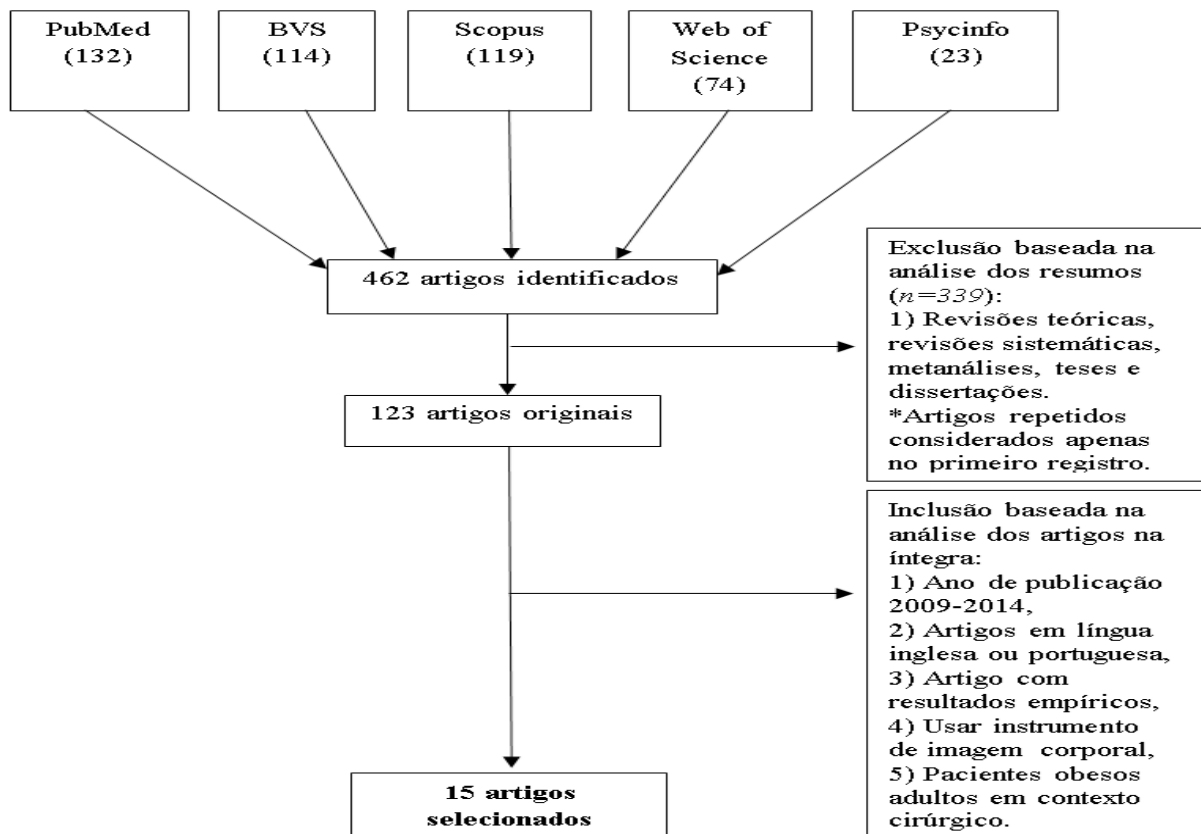 PubMed
(132)
BVS
(114)
Scopus
(119)
Web of
Science
(74)
Psycinfo
(23)
462 artigos identificados
Exclusão baseada na
análise dos resumos
(n=339):
1) Revisões teóricas,
revisões sistemáticas,
metanálises, teses e
dissertações.
*Artigos repetidos
considerados apenas
no primeiro registro.
123 artigos originais
Inclusão baseada na
análise dos artigos na
íntegra:
1) Ano de publicação
2009-2014,
2) Artigos em língua
inglesa ou portuguesa,
3) Artigo com
resultados empíricos,
4) Usar instrumento
de imagem corporal,
5) Pacientes obesos
adultos em contexto
cirúrgico.
15 artigos
selecionados